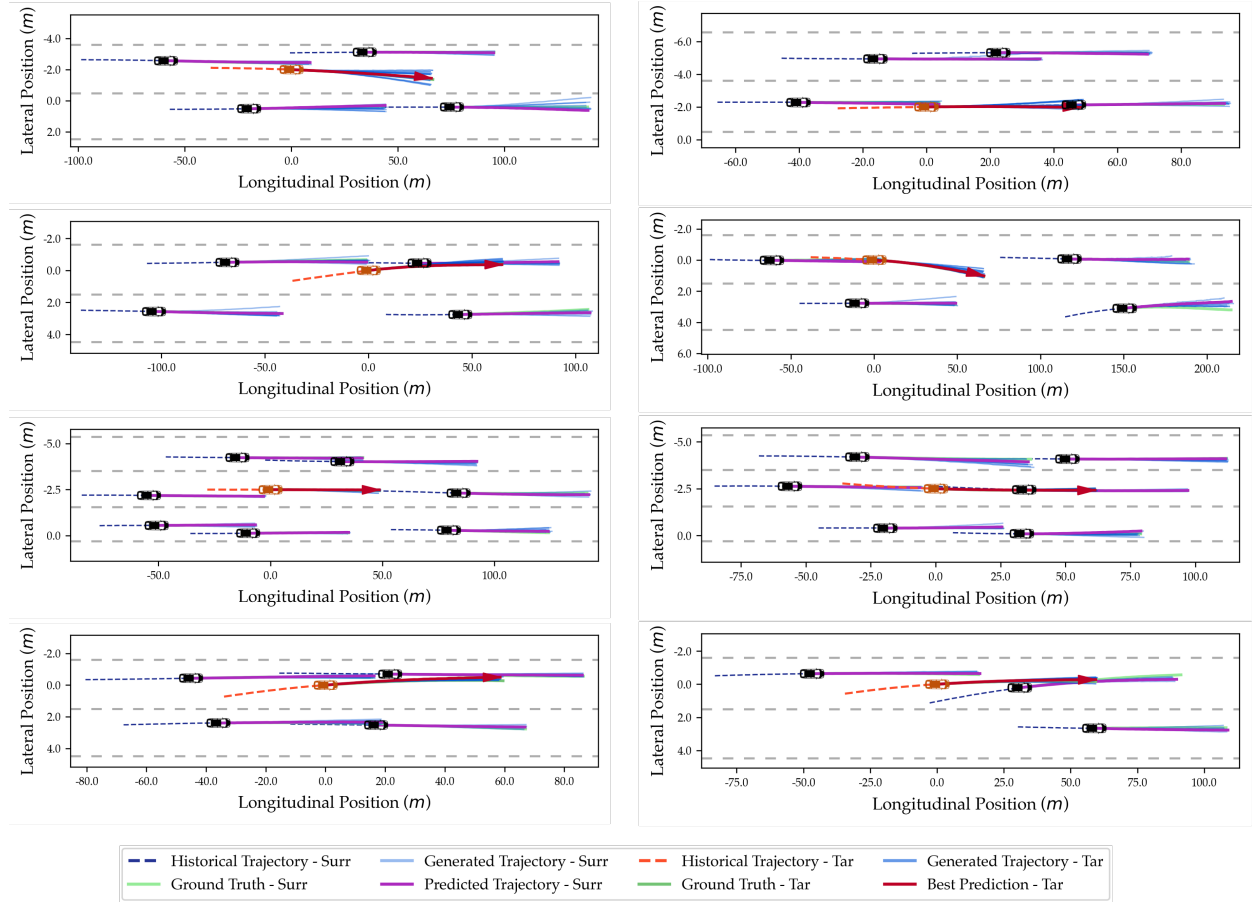 Lateral Position (m)
-4.0
-2.0
0.0
2.0
-100.0 -50.0 0.0 50.0 100.0
Longitudinal Position (m)
Lateral Position (m)
-6.0
-4.0
-2.0
0.0
-60.0 -40.0 -20.0 0.0 20.0 40.0 60.0 80.0
Longitudinal Position (m)
Lateral Position (m)
-2.0
0.0
2.0
4.0
-100.0 -50.0 0.0 50.0 100.0
Longitudinal Position (m)
Lateral Position (m)
-2.0
0.0
2.0
4.0
6.0
-100.0 -50.0 0.0 50.0 100.0 150.0 200.0
Longitudinal Position (m)
Lateral Position (m)
-5.0
-2.5
0.0
-50.0 0.0 50.0 100.0
Longitudinal Position (m)
Lateral Position (m)
-5.0
-2.5
0.0
-75.0 -50.0 -25.0 0.0 25.0 50.0 75.0 100.0
Longitudinal Position (m)
Lateral Position (m)
-2.0
0.0
2.0
4.0
-80.0 -60.0 -40.0 -20.0 0.0 20.0 40.0 60.0 80.0
Longitudinal Position (m)
Lateral Position (m)
-2.0
0.0
2.0
4.0
-75.0 -50.0 -25.0 0.0 25.0 50.0 75.0 100.0
Longitudinal Position (m)
Historical Trajectory - Surr Generated Trajectory - Surr Historical Trajectory - Tar Generated Trajectory - Tar
Ground Truth - Surr Predicted Trajectory - Surr Ground Truth - Tar Best Prediction - Tar